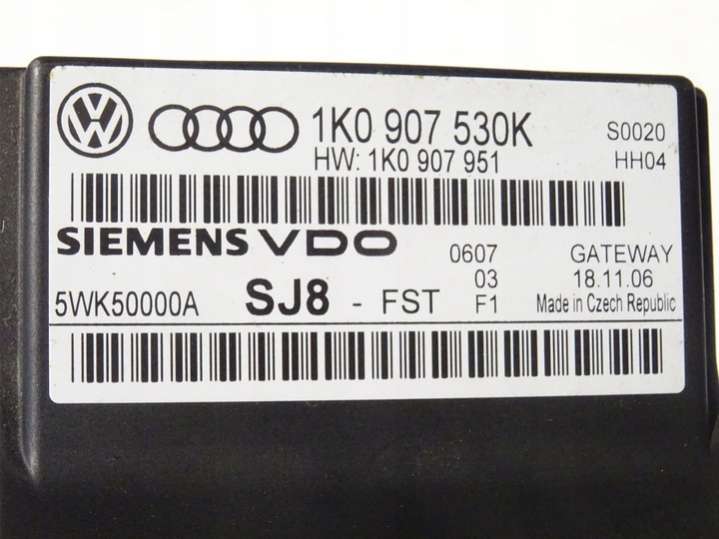 1K0 907 530K S0020
HW: 1K0 907 951 HH04
SIEMENS VDO 0607 GATEWAY
03 18.11.06
5WK50000A SJ8 - FST F1 Made in Czech Republic